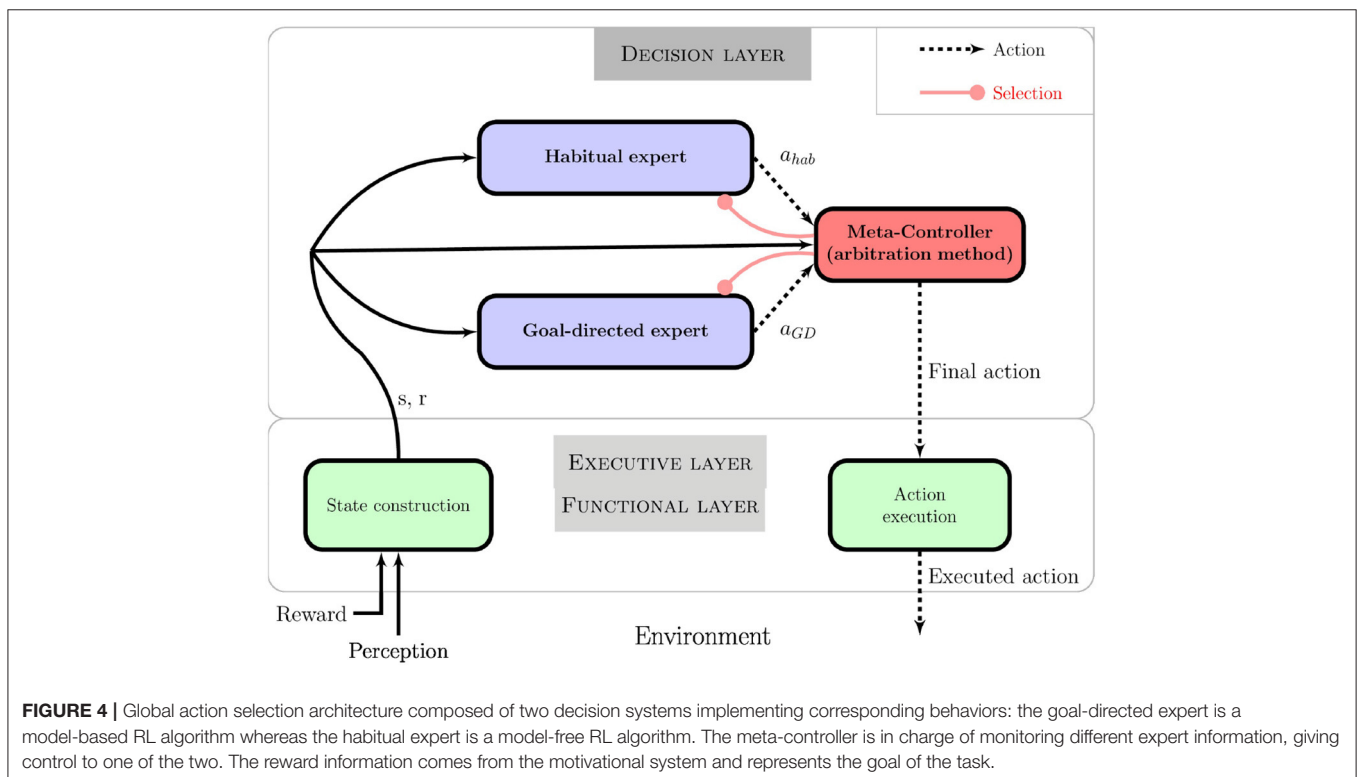 DECISION LAYER
Action
Selection
Habitual expert
a_hab
Meta-Controller
(arbitration method)
Goal-directed expert
a_GD
Final action
s, r
EXECUTIVE LAYER
FUNCTIONAL LAYER
State construction
Action
execution
Executed action
Reward
Perception
Environment
FIGURE 4 | Global action selection architecture composed of two decision systems implementing corresponding behaviors: the goal-directed expert is a
model-based RL algorithm whereas the habitual expert is a model-free RL algorithm. The meta-controller is in charge of monitoring different expert information, giving
control to one of the two. The reward information comes from the motivational system and represents the goal of the task.